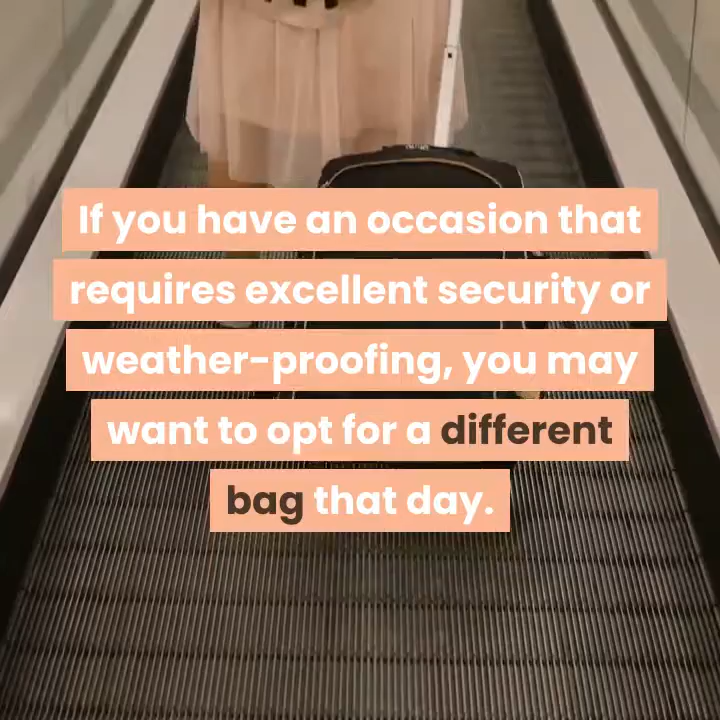 If you have an occasion that
requires excellent security or
weather-proofing, you may
want to opt for a different
bag that day.